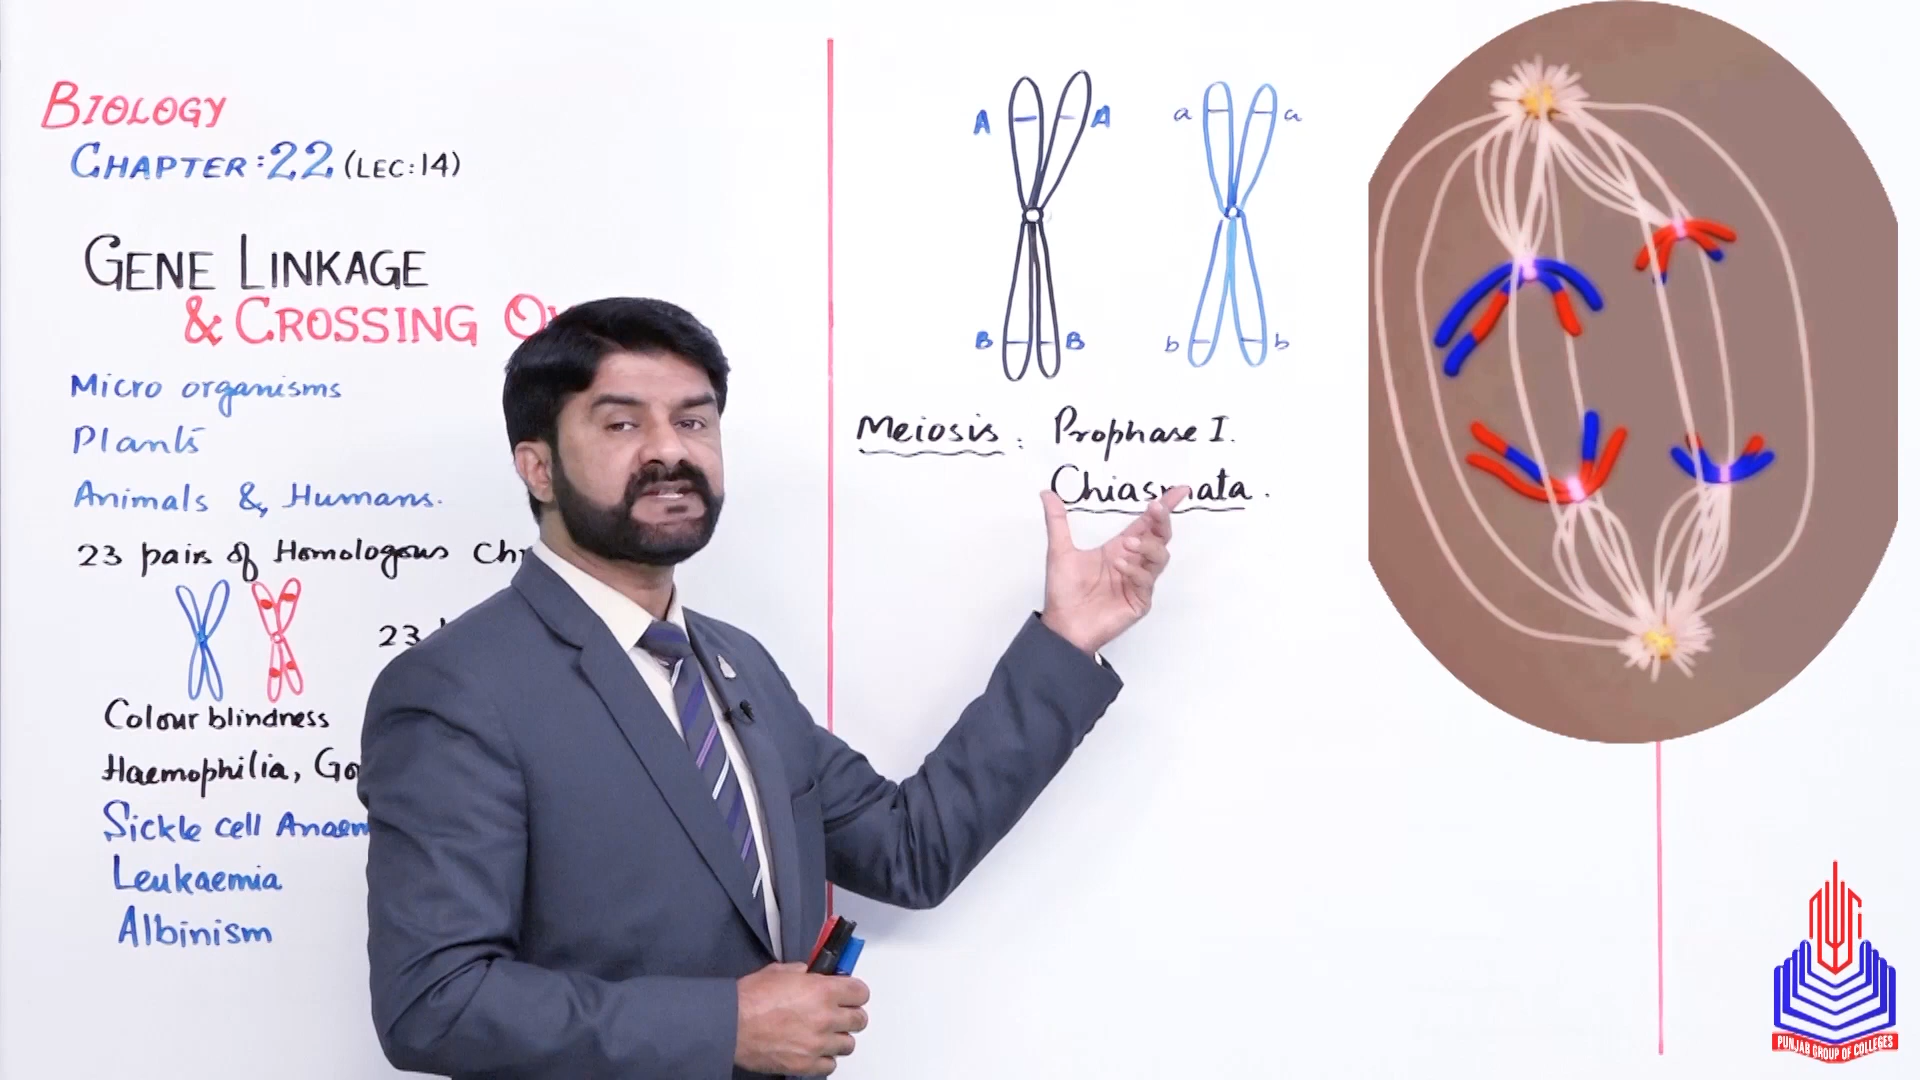 BIOLOGY
CHAPTER:22 (LEC:14)
GENE LINKAGE
& CROSSING
Micro organisms
Plants
Animals & Humans.
23 pairs of Homologous
23
Colour blindness
Haemophilia,
Sickle cell
Leukaemia
Albinism
A A a a
B B b b
Meiosis: Prophase I.
Chiasmata.
PUNJAB GROUP OF COLLEGES